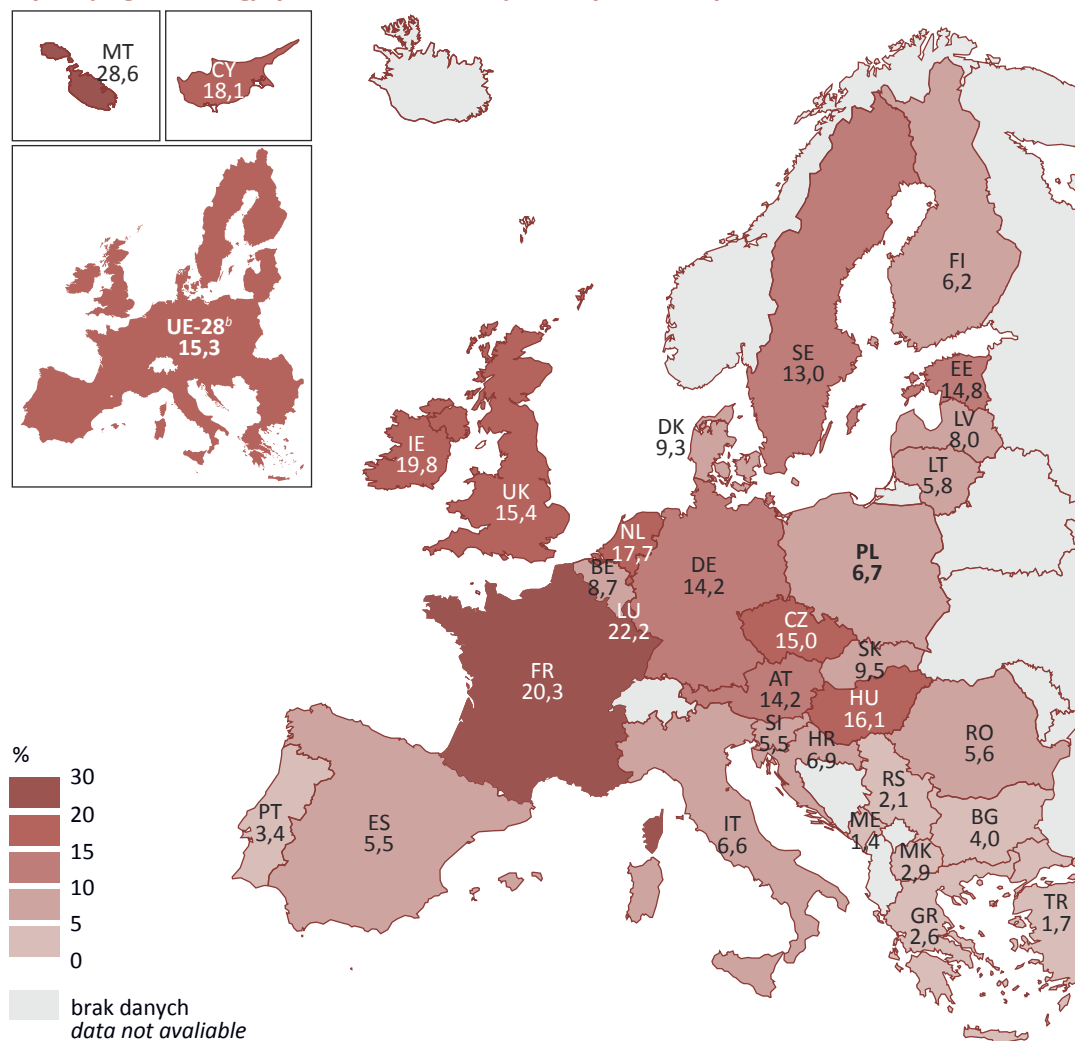 MT
28,6
CY
18,1
UE-28ᵇ
15,3
FI
6,2
SE
13,0
EE
14,8
LV
8,0
DK
9,3
LT
5,8
IE
19,8
UK
15,4
NL
17,7
BE
8,7
DE
14,2
PL
6,7
LU
22,2
CZ
15,0
SK
9,5
FR
20,3
AT
14,2
HU
16,1
SI
5,5
HR
6,9
RO
5,6
RS
2,1
PT
3,4
ES
5,5
IT
6,6
ME
1,4
BG
4,0
MK
2,9
GR
2,6
TR
1,7
%
30
20
15
10
5
0
brak danych
data not avaliable